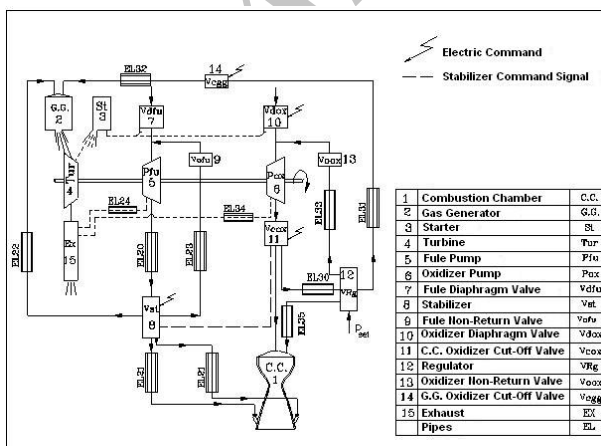 Electric Command
Stabilizer Command Signal
EL32
14
Vcgg
G.G.
2
St
3
Vdfu
7
Vdox
10
Vofu 9
Voox 13
Tur
4
Pfu
5
Pox
6
EL24
EL34
EL33
EL31
Vcox
11
EL22
EL20
EL23
Ex
15
EL30
12
VRg
Vst
8
EL35
P set
EL21
EL21
C.C.
1
1 Combustion Chamber C.C.
2 Gas Generator G.G.
3 Starter St
4 Turbine Tur
5 Fule Pump Pfu
6 Oxidizer Pump Pox
7 Fule Diaphragm Valve Vdfu
8 Stabilizer Vst
9 Fule Non-Return Valve Vofu
10 Oxidizer Diaphragm Valve Vdox
11 C.C. Oxidizer Cut-Off Valve Vcox
12 Regulator VRg
13 Oxidizer Non-Return Valve Voox
14 G.G. Oxidizer Cut-Off Valve Vcgg
15 Exhaust EX
Pipes EL